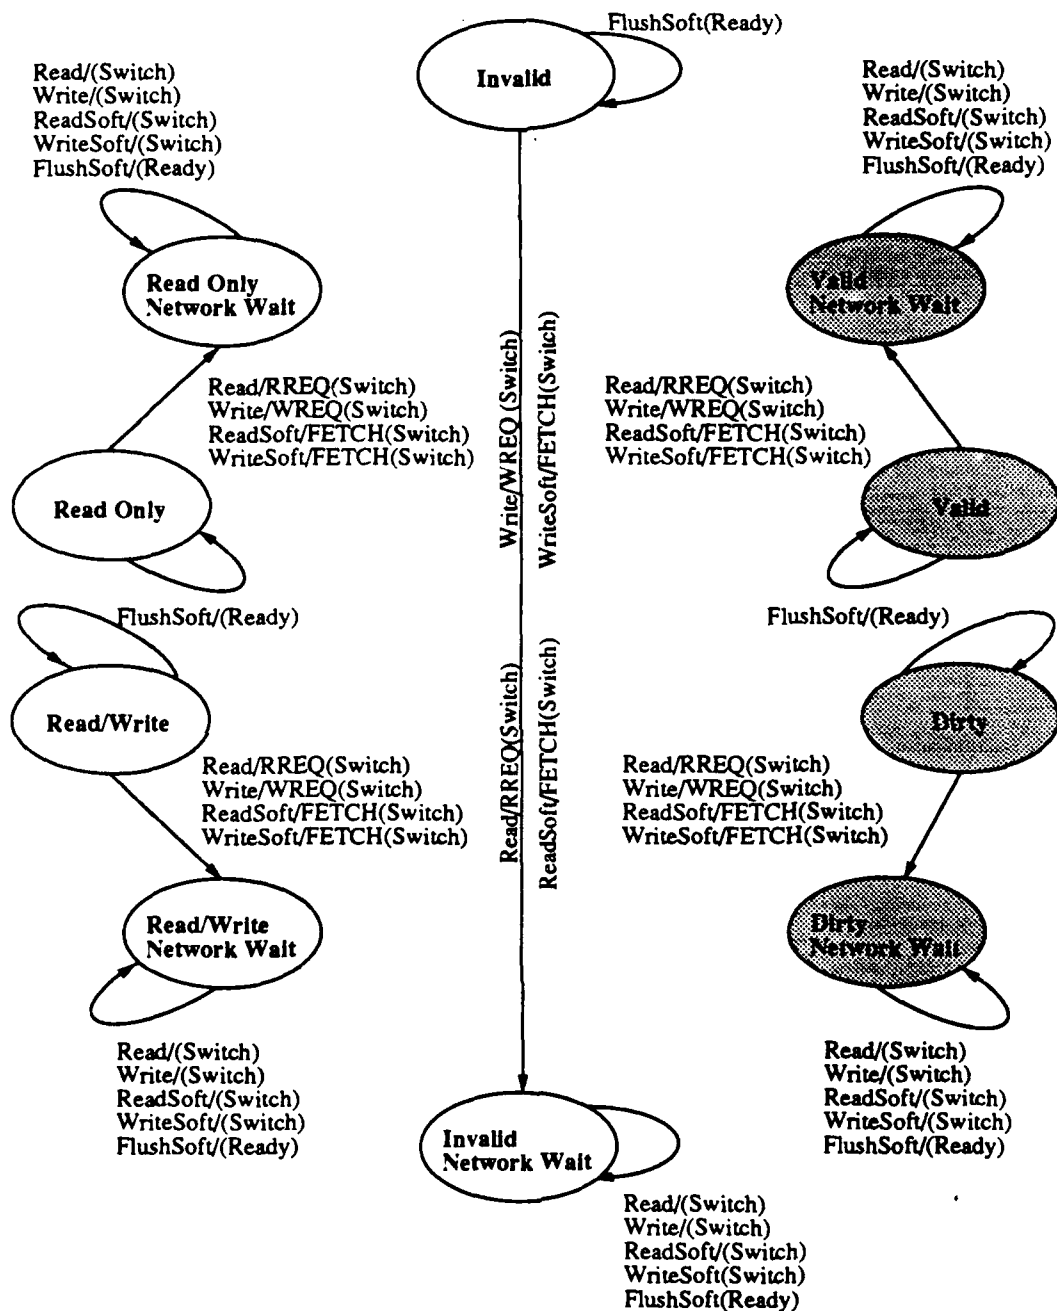 FlushSoft(Ready)
Invalid
Read/(Switch)
Write/(Switch)
ReadSoft/(Switch)
WriteSoft/(Switch)
FlushSoft/(Ready)
Read/(Switch)
Write/(Switch)
ReadSoft/(Switch)
WriteSoft/(Switch)
FlushSoft/(Ready)
Read Only
Network Wait
Valid
Network Wait
Read/RREQ(Switch)
Write/WREQ(Switch)
ReadSoft/FETCH(Switch)
WriteSoft/FETCH(Switch)
Write/WREQ (Switch)
WriteSoft/FETCH(Switch)
Read/RREQ(Switch)
Write/WREQ(Switch)
ReadSoft/FETCH(Switch)
WriteSoft/FETCH(Switch)
Read Only
Valid
FlushSoft/(Ready)
FlushSoft/(Ready)
Read/Write
Read/RREQ(Switch)
ReadSoft/FETCH(Switch)
Dirty
Read/RREQ(Switch)
Write/WREQ(Switch)
ReadSoft/FETCH(Switch)
WriteSoft/FETCH(Switch)
Read/RREQ(Switch)
Write/WREQ(Switch)
ReadSoft/FETCH(Switch)
WriteSoft/FETCH(Switch)
Read/Write
Network Wait
Dirty
Network Wait
Read/(Switch)
Write/(Switch)
ReadSoft/(Switch)
WriteSoft/(Switch)
FlushSoft/(Ready)
Read/(Switch)
Write/(Switch)
ReadSoft/(Switch)
WriteSoft/(Switch)
FlushSoft/(Ready)
Invalid
Network Wait
Read/(Switch)
Write/(Switch)
ReadSoft/(Switch)
WriteSoft(Switch)
FlushSoft(Ready)